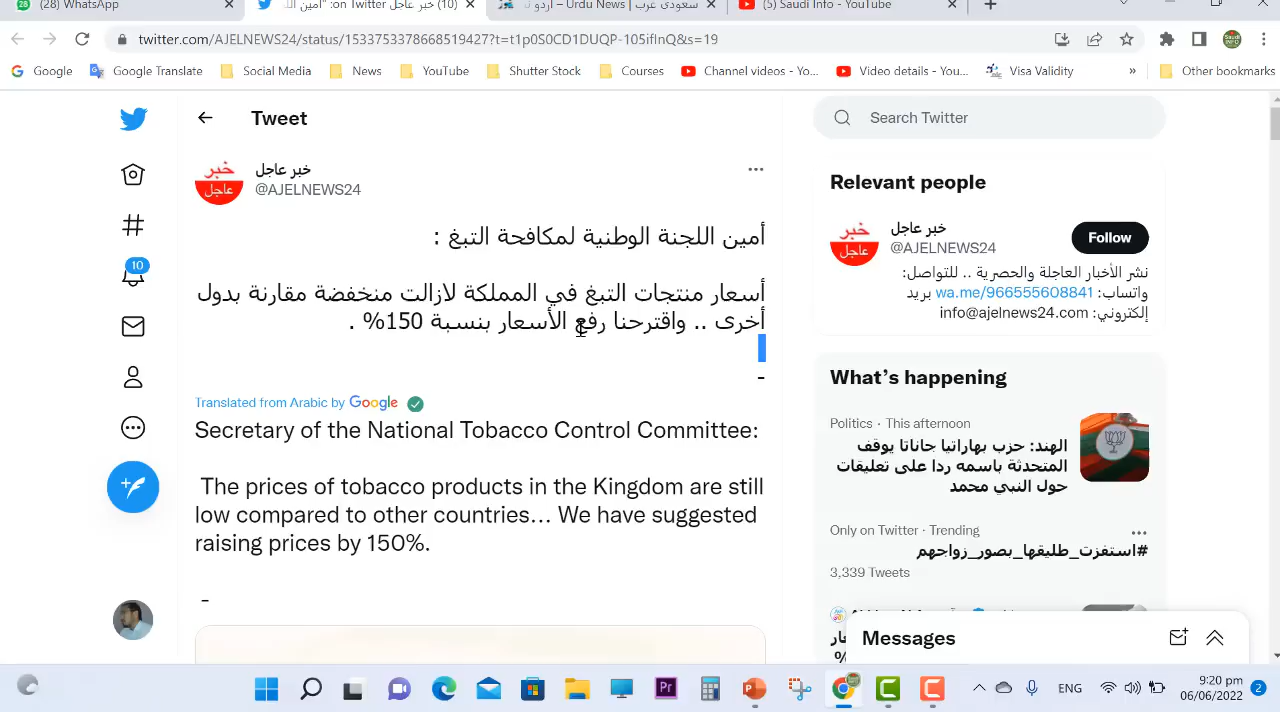 (28) WhatsApp
(10) خبر عاجل on Twitter: "أمين الل
Urdu News | سعودی عرب – اردو نـ
(5) Saudi Info - YouTube
twitter.com/AJELNEWS24/status/1533753378668519427?t=t1p0S0CD1DUQP-105ifInQ&s=19
Google
Google Translate
Social Media
News
YouTube
Shutter Stock
Courses
Channel videos - Yo...
Video details - You...
Visa Validity
»
Other bookmarks
Tweet
Search Twitter
خبر عاجل
خبر عاجل
@AJELNEWS24
أمين اللجنة الوطنية لمكافحة التبغ :
أسعار منتجات التبغ في المملكة لازالت منخفضة مقارنة بدول
أخرى .. واقترحنا رفع الأسعار بنسبة 150% .
-
Translated from Arabic by Google
Secretary of the National Tobacco Control Committee:
The prices of tobacco products in the Kingdom are still
low compared to other countries… We have suggested
raising prices by 150%.
-
10
Relevant people
خبر عاجل
خبر عاجل
@AJELNEWS24
Follow
نشر الأخبار العاجلة والحصرية .. للتواصل:
واتساب: wa.me/966555608841 بريد
إلكتروني: info@ajelnews24.com
What's happening
Politics · This afternoon
الهند: حزب بهاراتيا جاناتا يوقف
المتحدثة باسمه ردا على تعليقات
حول النبي محمد
Only on Twitter · Trending
#استفزت_طليقها_بصور_زواجهم
3,339 Tweets
Messages
ENG
9:20 pm
06/06/2022
2